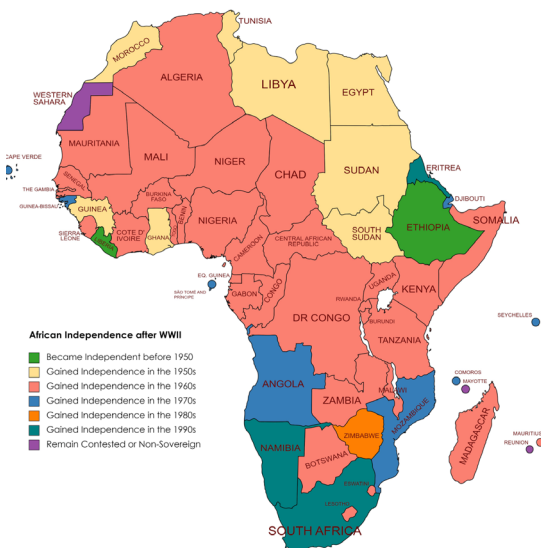 TUNISIA
MOROCCO
ALGERIA
LIBYA
EGYPT
WESTERN
SAHARA
MAURITANIA
MALI
NIGER
CHAD
SUDAN
ERITREA
CAPE VERDE
SENEGAL
THE GAMBIA
GUINEA-BISSAU
GUINEA
BURKINA
FASO
BENIN
NIGERIA
DJIBOUTI
SOMALIA
ETHIOPIA
SOUTH
SUDAN
SIERRA
LEONE
LIBERIA
COTE D'
IVOIRE
GHANA
CAMEROON
CENTRAL AFRICAN
REPUBLIC
EQ. GUINEA
SÃO TOMÉ AND
PRINCIPE
GABON
CONGO
DR CONGO
UGANDA
KENYA
RWANDA
BURUNDI
TANZANIA
SEYCHELLES
COMOROS
MAYOTTE
ANGOLA
ZAMBIA
MALAWI
MOZAMBIQUE
ZIMBABWE
MADAGASCAR
MAURITIUS
REUNION
NAMIBIA
BOTSWANA
ESWATINI
LESOTHO
SOUTH AFRICA
African Independence after WWII
Became Independent before 1950
Gained Independence in the 1950s
Gained Independence in the 1960s
Gained Independence in the 1970s
Gained Independence in the 1980s
Gained Independence in the 1990s
Remain Contested or Non-Sovereign